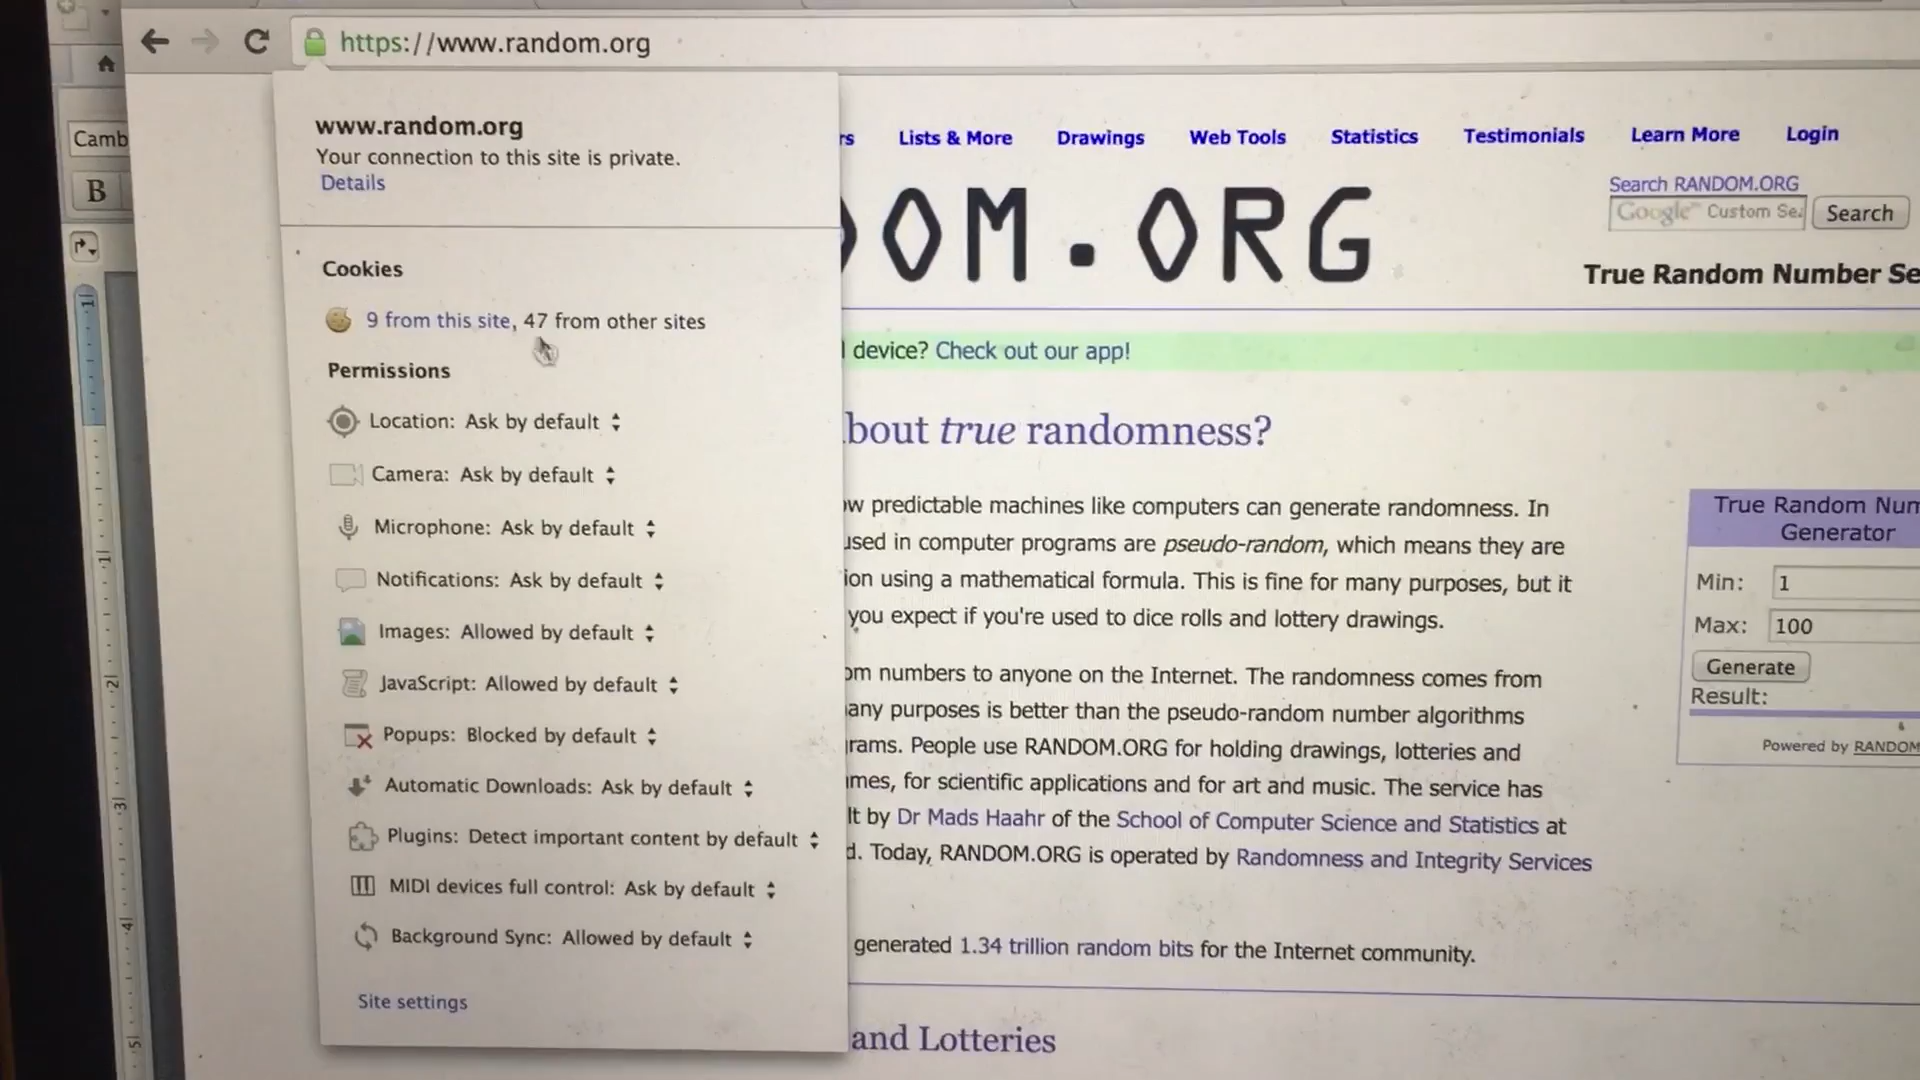 https://www.random.org
www.random.org
Your connection to this site is private.
Details
Cookies
9 from this site, 47 from other sites
Permissions
Location: Ask by default
Camera: Ask by default
Microphone: Ask by default
Notifications: Ask by default
Images: Allowed by default
JavaScript: Allowed by default
Popups: Blocked by default
Automatic Downloads: Ask by default
Plugins: Detect important content by default
MIDI devices full control: Ask by default
Background Sync: Allowed by default
Site settings
Camb
B
1
1
2
3
4
5
rs Lists & More Drawings Web Tools Statistics Testimonials Learn More Login
Search RANDOM.ORG
Google™ Custom Sea Search
DOM.ORG
True Random Number Se
l device? Check out our app!
bout true randomness?
ow predictable machines like computers can generate randomness. In
used in computer programs are pseudo-random, which means they are
ion using a mathematical formula. This is fine for many purposes, but it
you expect if you're used to dice rolls and lottery drawings.
om numbers to anyone on the Internet. The randomness comes from
any purposes is better than the pseudo-random number algorithms
rams. People use RANDOM.ORG for holding drawings, lotteries and
mes, for scientific applications and for art and music. The service has
lt by Dr Mads Haahr of the School of Computer Science and Statistics at
d. Today, RANDOM.ORG is operated by Randomness and Integrity Services
generated 1.34 trillion random bits for the Internet community.
and Lotteries
True Random Num
Generator
Min: 1
Max: 100
Generate
Result:
Powered by RANDOM